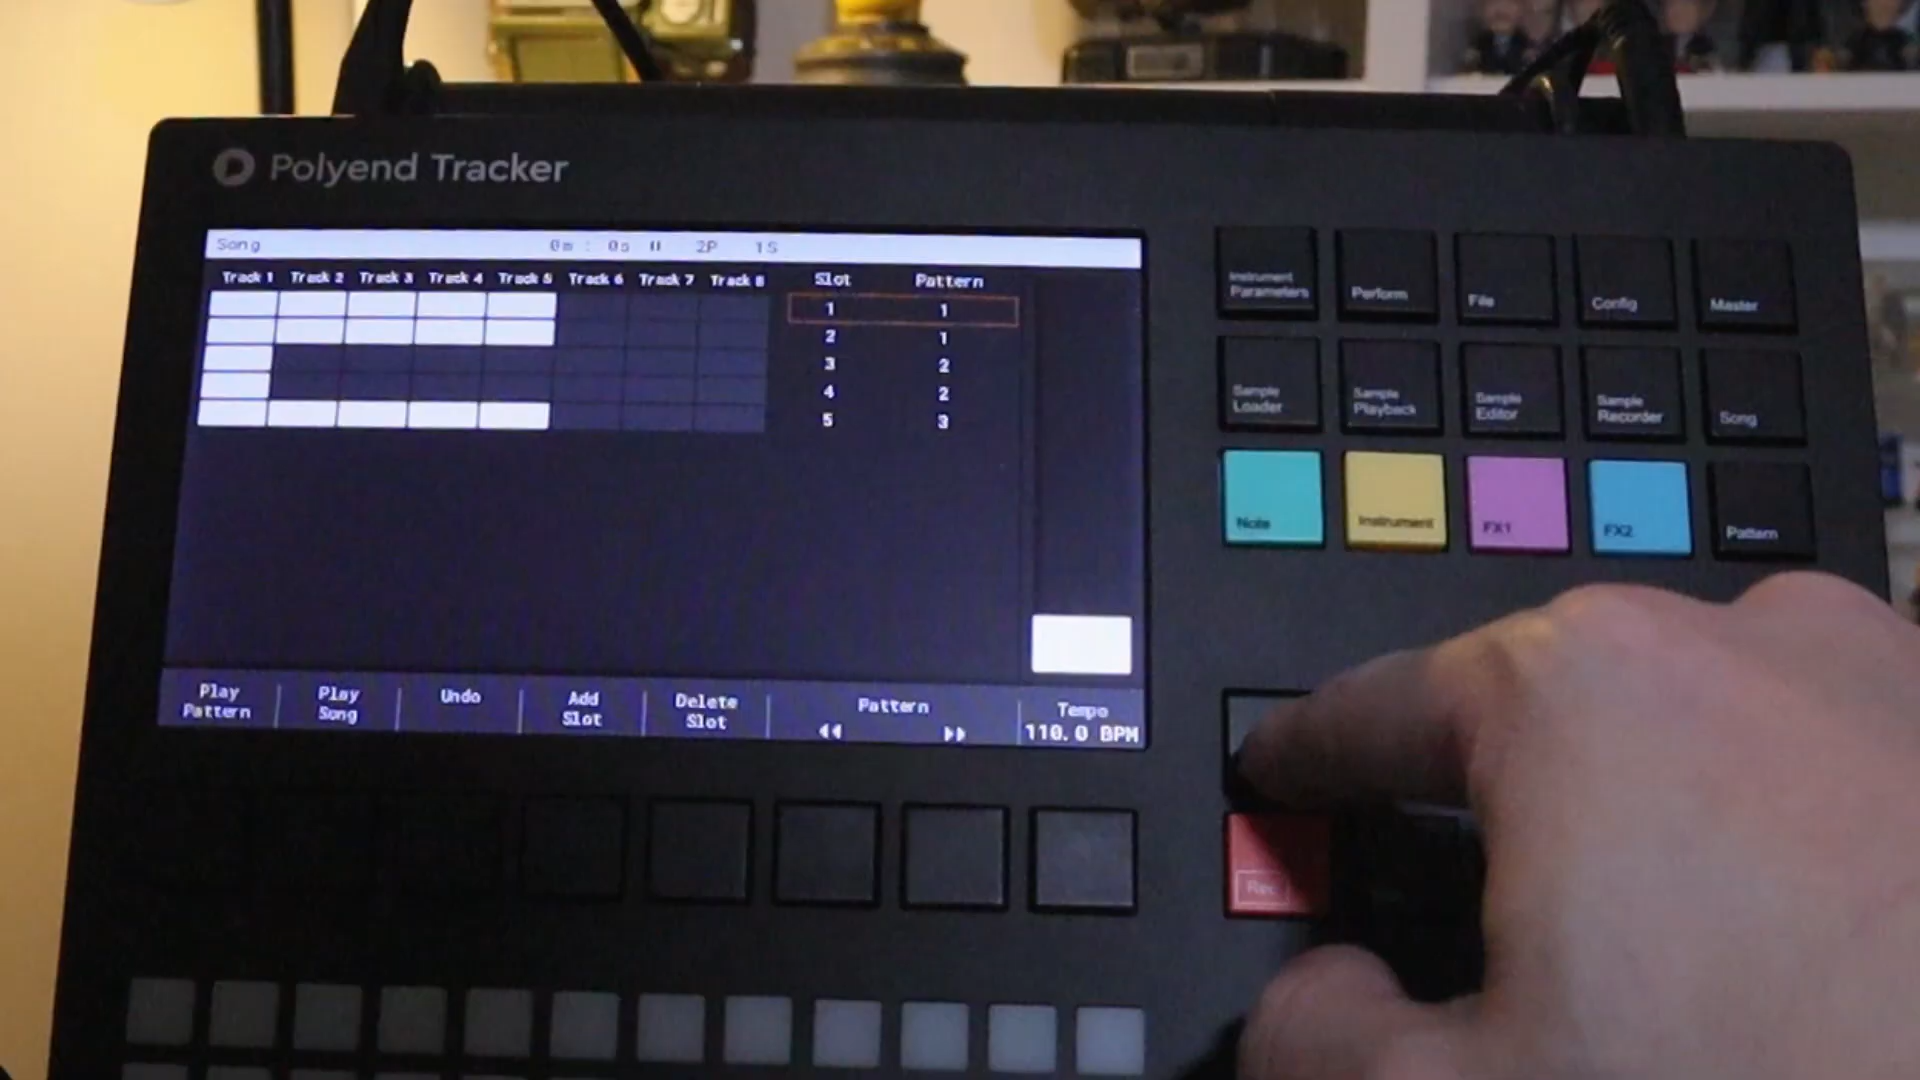 Polyend Tracker
Song 0m : 0s 2P 1S
Track 1 Track 2 Track 3 Track 4 Track 5 Track 6 Track 7 Track 8 Slot Pattern
1 1
2 1
3 2
4 2
5 3
Play Pattern
Play Song
Undo
Add Slot
Delete Slot
Pattern
Tempo
110.0 BPM
Instrument Parameters
Perform
File
Config
Master
Sample Loader
Sample Playback
Sample Editor
Sample Recorder
Song
Note
Instrument
FX1
FX2
Pattern
Rec